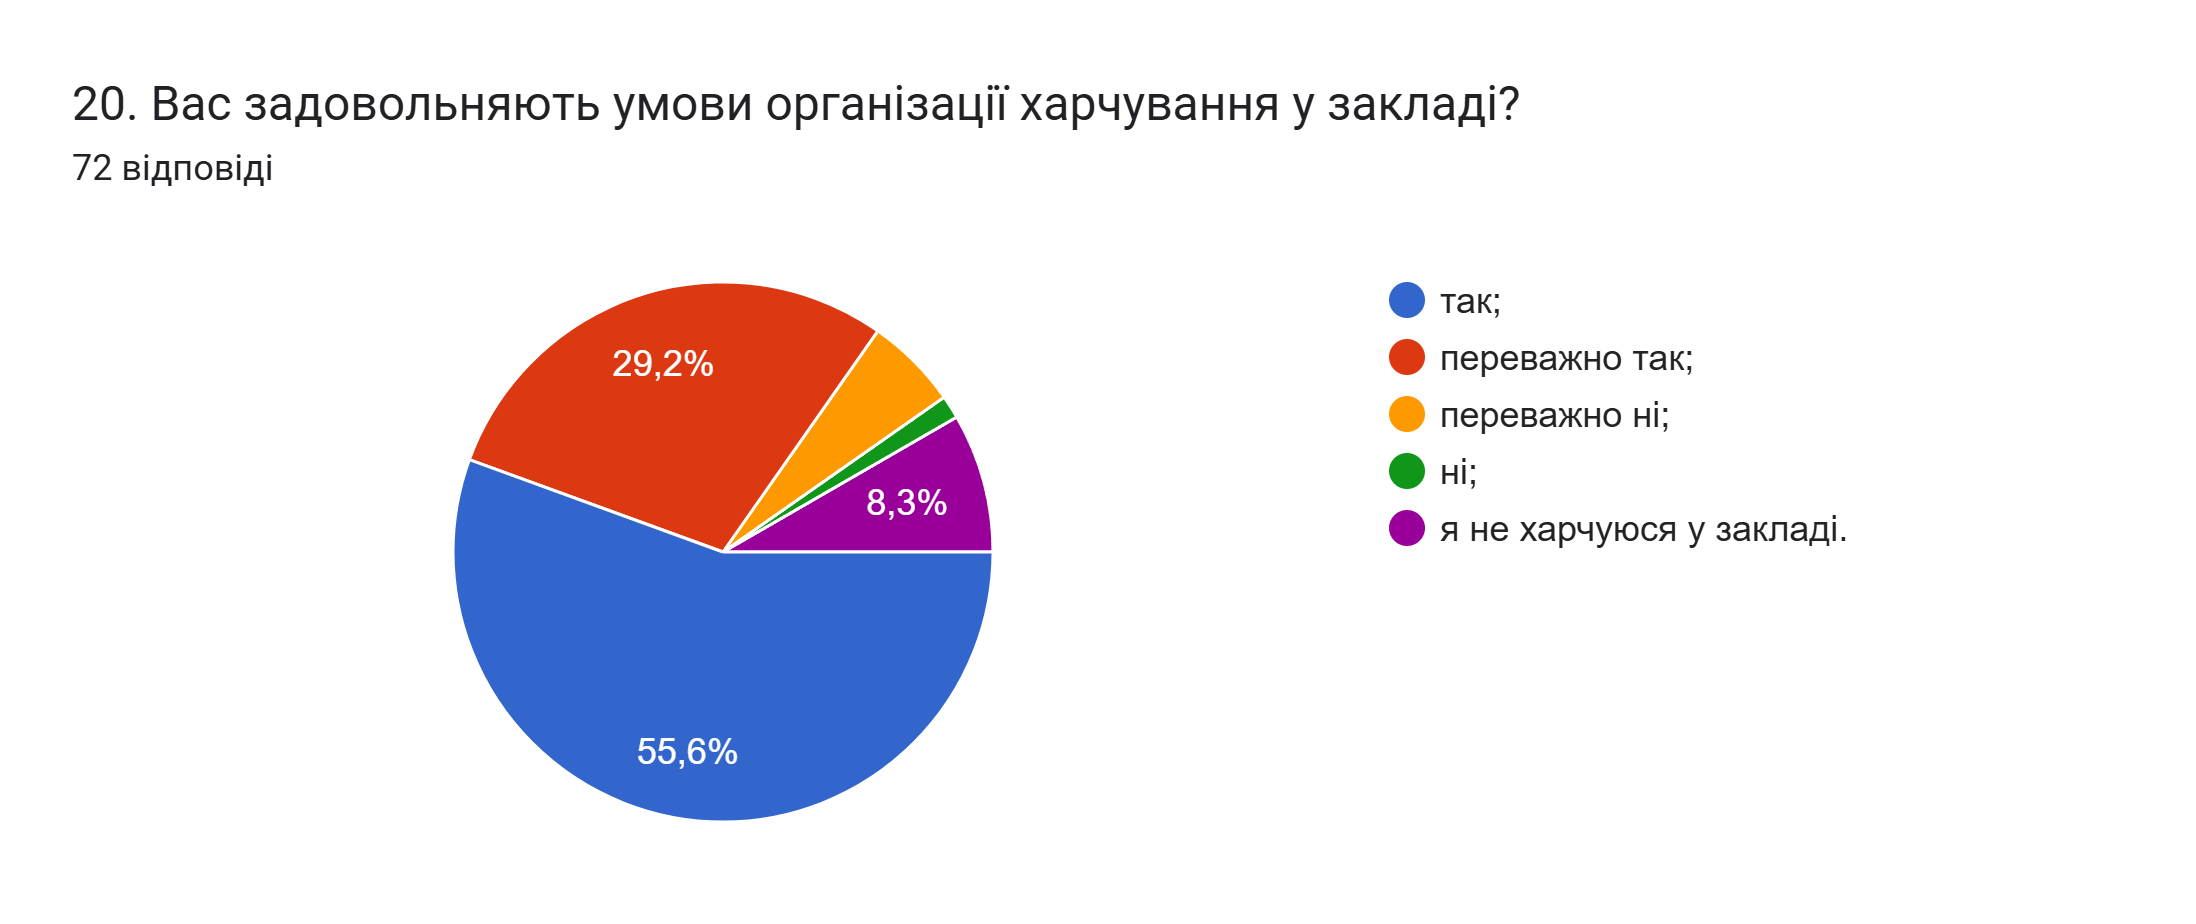 20. Вас задовольняють умови організації харчування у закладі?
72 відповіді
29,2%
8,3%
55,6%
так;
переважно так;
переважно ні;
ні;
я не харчуюся у закладі.